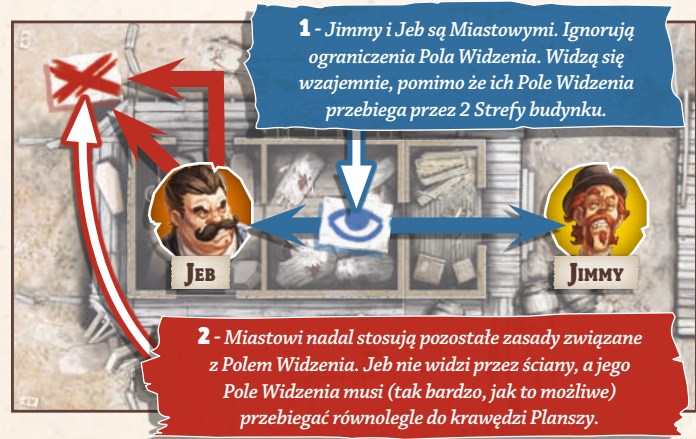 1 - Jimmy i Jeb są Miastowymi. Ignorują
ograniczenia Pola Widzenia. Widzą się
wzajemnie, pomimo że ich Pole Widzenia
przebiega przez 2 Strefy budynku.
Jeb
Jimmy
2 - Miastowi nadal stosują pozostałe zasady związane
z Polem Widzenia. Jeb nie widzi przez ściany, a jego
Pole Widzenia musi (tak bardzo, jak to możliwe)
przebiegać równolegle do krawędzi Planszy.